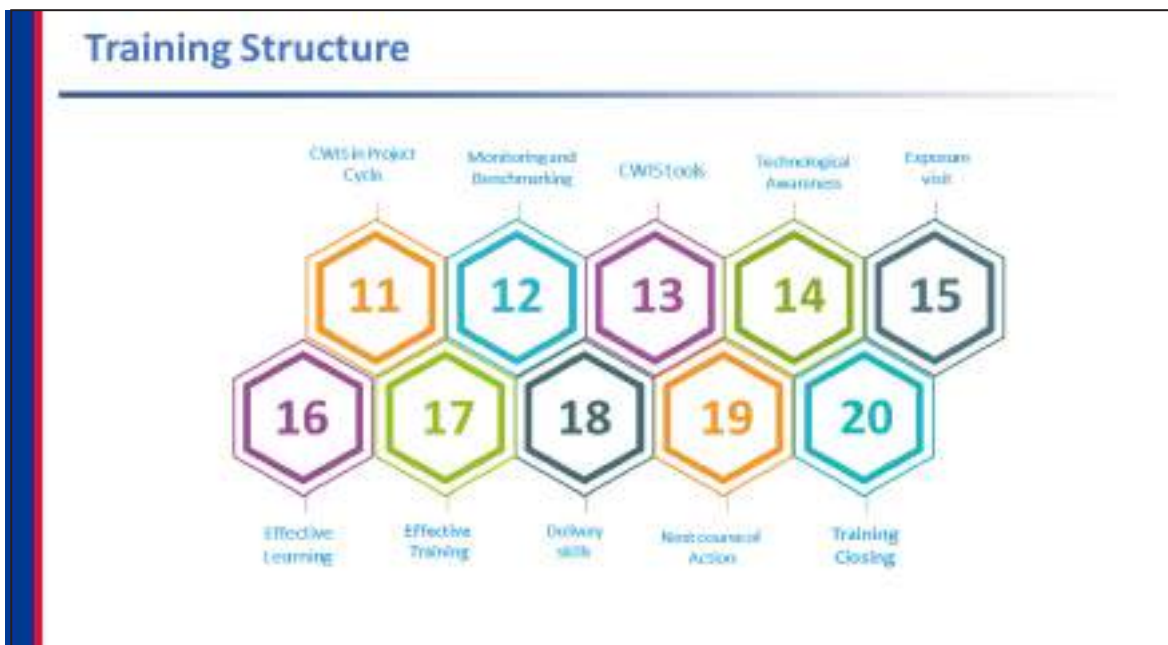 Training Structure
CWIS in Project
Cycle
Monitoring and
Benchmarking
CWIS tools
Technological
Awareness
Exposure
visit
11
12
13
14
15
16
17
18
19
20
Effective
Learning
Effective
Training
Delivery
skills
Next course of
Action
Training
Closing